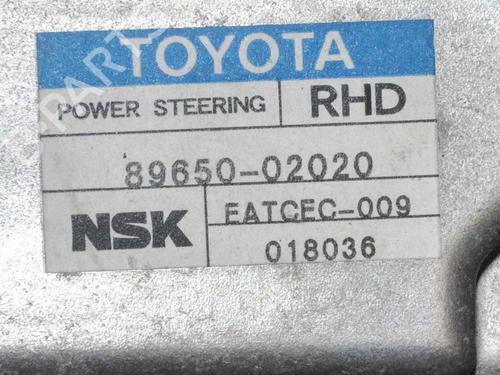 TOYOTA
POWER STEERING RHD
89650-02020
NSK EATCEC-009
018036